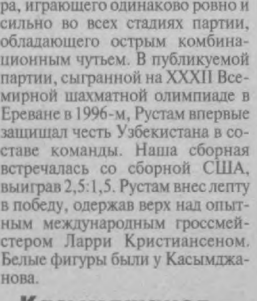 ра, играющего одинаково ровно и
сильно во всех стадиях партии,
обладающего острым комбина-
ционным чутьем. В публикуемой
партии, сыгранной на XXXII Все-
мирной шахматной олимпиаде в
Ереване в 1996-м, Рустам впервые
защищал честь Узбекистана в со-
ставе команды. Наша сборная
встречалась со сборной США,
выиграв 2,5:1,5. Рустам внес лепту
в победу, одержав верх над опыт-
ным международным гроссмей-
стером Ларри Кристиансеном.
Белые фигуры были у Касымджа-
нова.